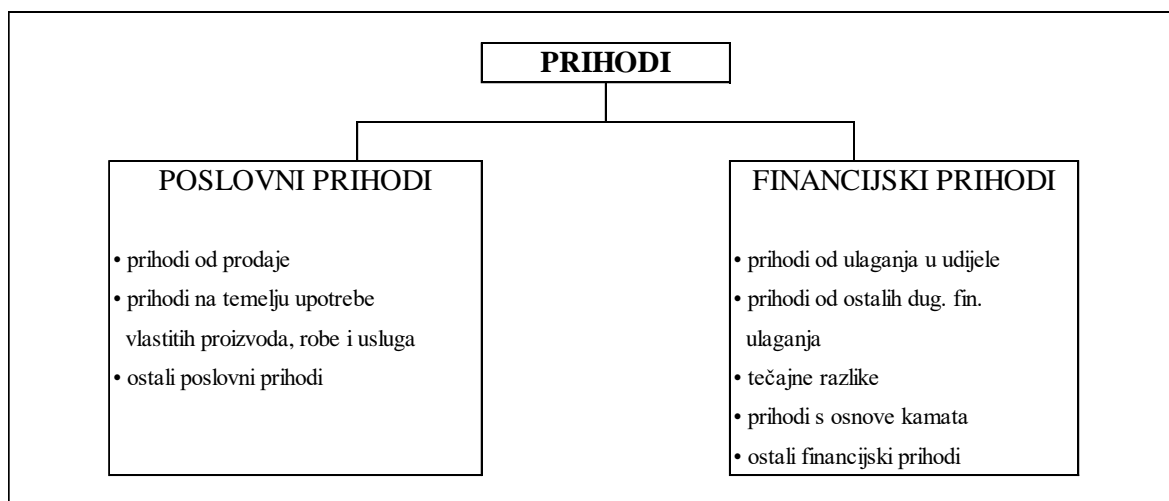 PRIHODI
POSLOVNI PRIHODI
• prihodi od prodaje
• prihodi na temelju upotrebe
vlastitih proizvoda, robe i usluga
• ostali poslovni prihodi
FINANCIJSKI PRIHODI
• prihodi od ulaganja u udijele
• prihodi od ostalih dug. fin.
ulaganja
• tečajne razlike
• prihodi s osnove kamata
• ostali financijski prihodi